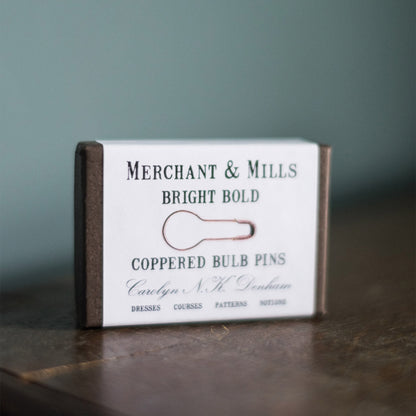 MERCHANT & MILLS
BRIGHT BOLD
COPPERED BULB PINS
Carolyn N.K. Denham
DRESSES COURSES PATTERNS NOTIONS